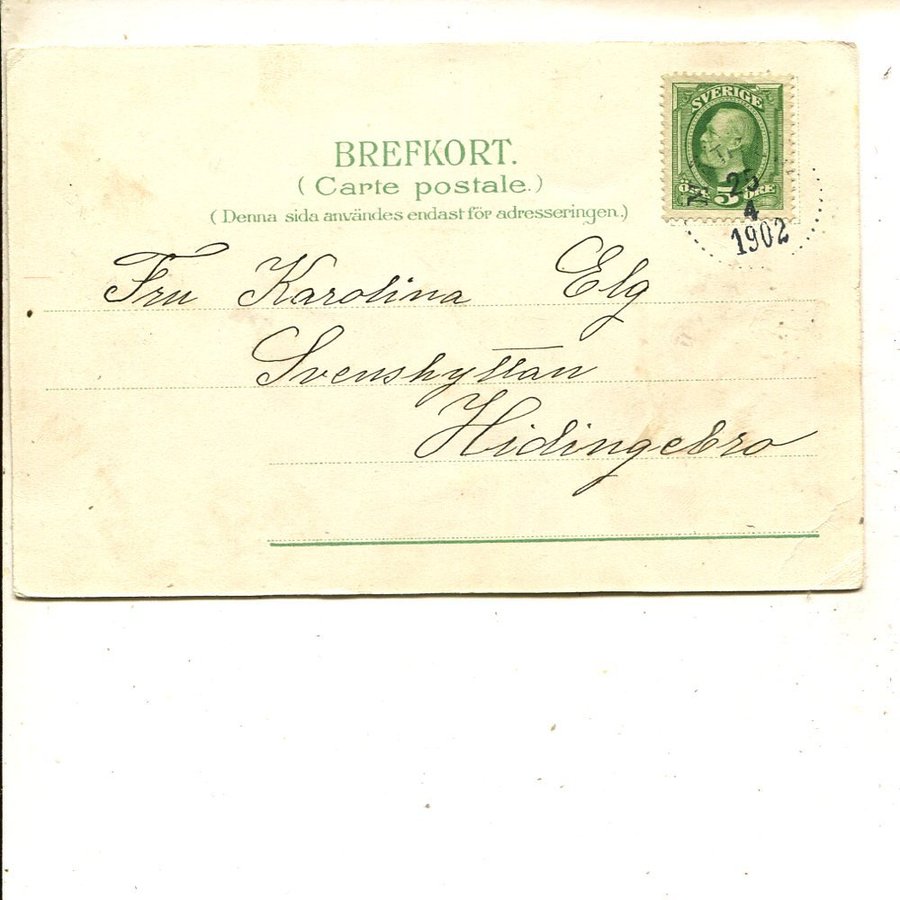 BREFKORT.
(Carte postale.)
(Denna sida användes endast för adresseringen.)
SVERIGE
ÖRE 5 ÖRE
25
4
1902
Fru Karolina Elg
Svenshyttan
Hidingebro